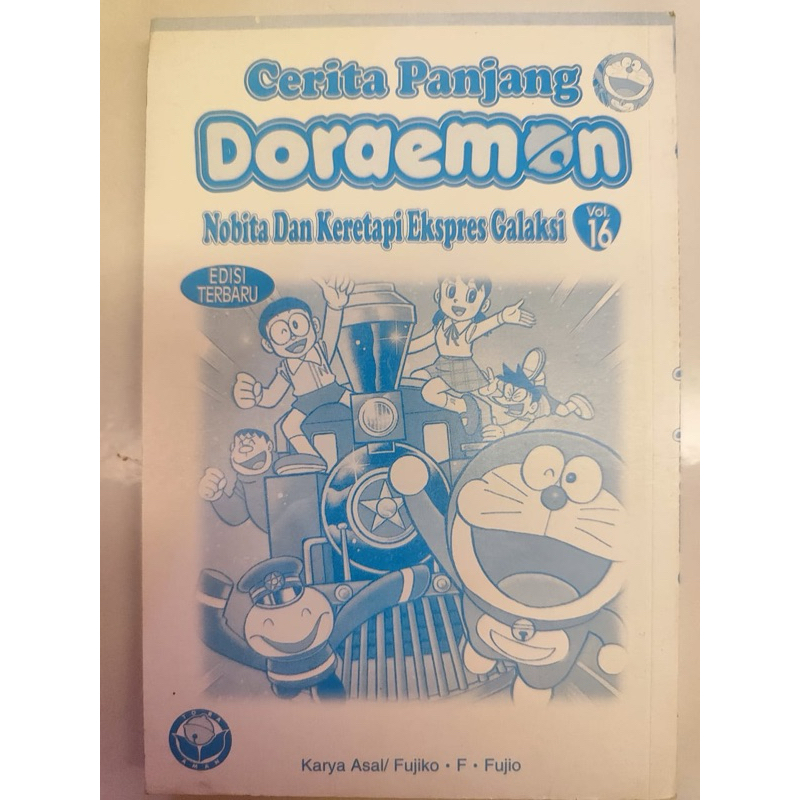 Cerita Panjang
Doraemon
Nobita Dan Keretapi Ekspres Galaksi
Vol.
16
EDISI
TERBARU
Karya Asal/ Fujiko • F • Fujio